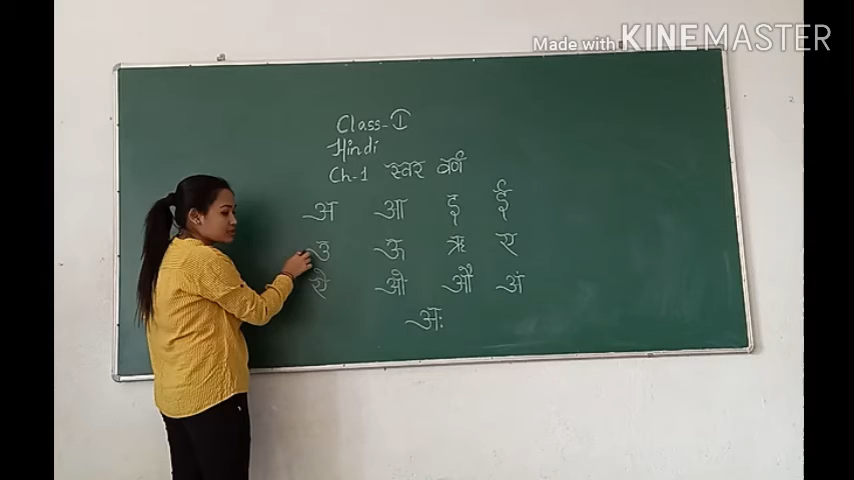 Made with KINEMASTER
Class-I
Hindi
Ch-1 स्वर वर्ण
अ आ इ ई
उ ऊ ऋ ए
ऐ ओ औ अं
अः